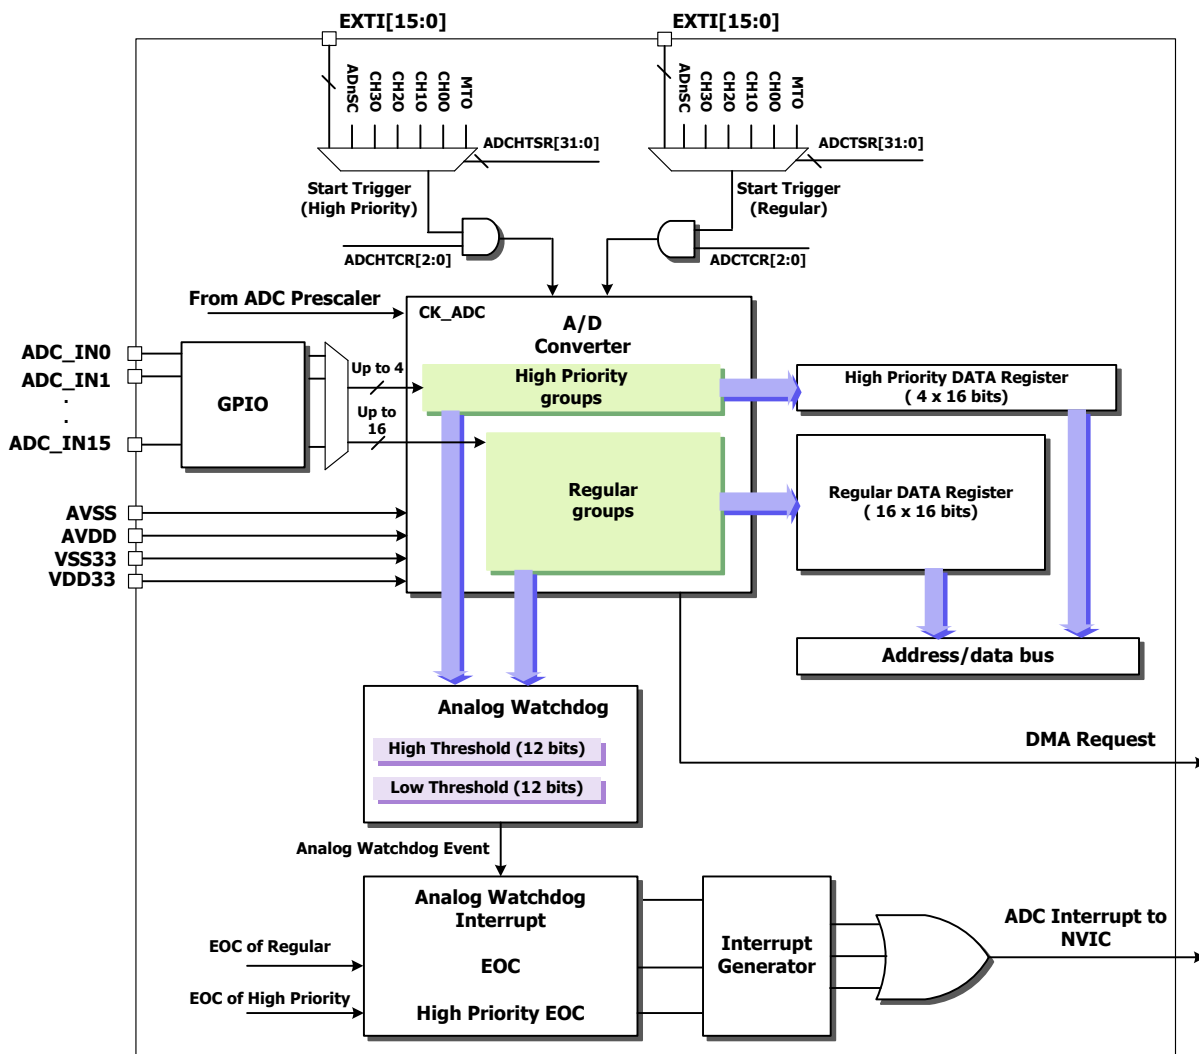 EXTI[15:0]
EXTI[15:0]
ADnSC
CH3O
CH2O
CH1O
CH0O
MTO
ADnSC
CH3O
CH2O
CH1O
CH0O
MTO
ADCHTSR[31:0]
ADCTSR[31:0]
Start Trigger
(High Priority)
Start Trigger
(Regular)
ADCHTCR[2:0]
ADCTCR[2:0]
From ADC Prescaler
CK_ADC
A/D
Converter
ADC_IN0
ADC_IN1
.
.
ADC_IN15
GPIO
Up to 4
Up to
16
High Priority
groups
High Priority DATA Register
( 4 x 16 bits)
Regular
groups
Regular DATA Register
( 16 x 16 bits)
AVSS
AVDD
VSS33
VDD33
Address/data bus
Analog Watchdog
High Threshold (12 bits)
Low Threshold (12 bits)
DMA Request
Analog Watchdog Event
Analog Watchdog
Interrupt
EOC
High Priority EOC
EOC of Regular
EOC of High Priority
Interrupt
Generator
ADC Interrupt to
NVIC